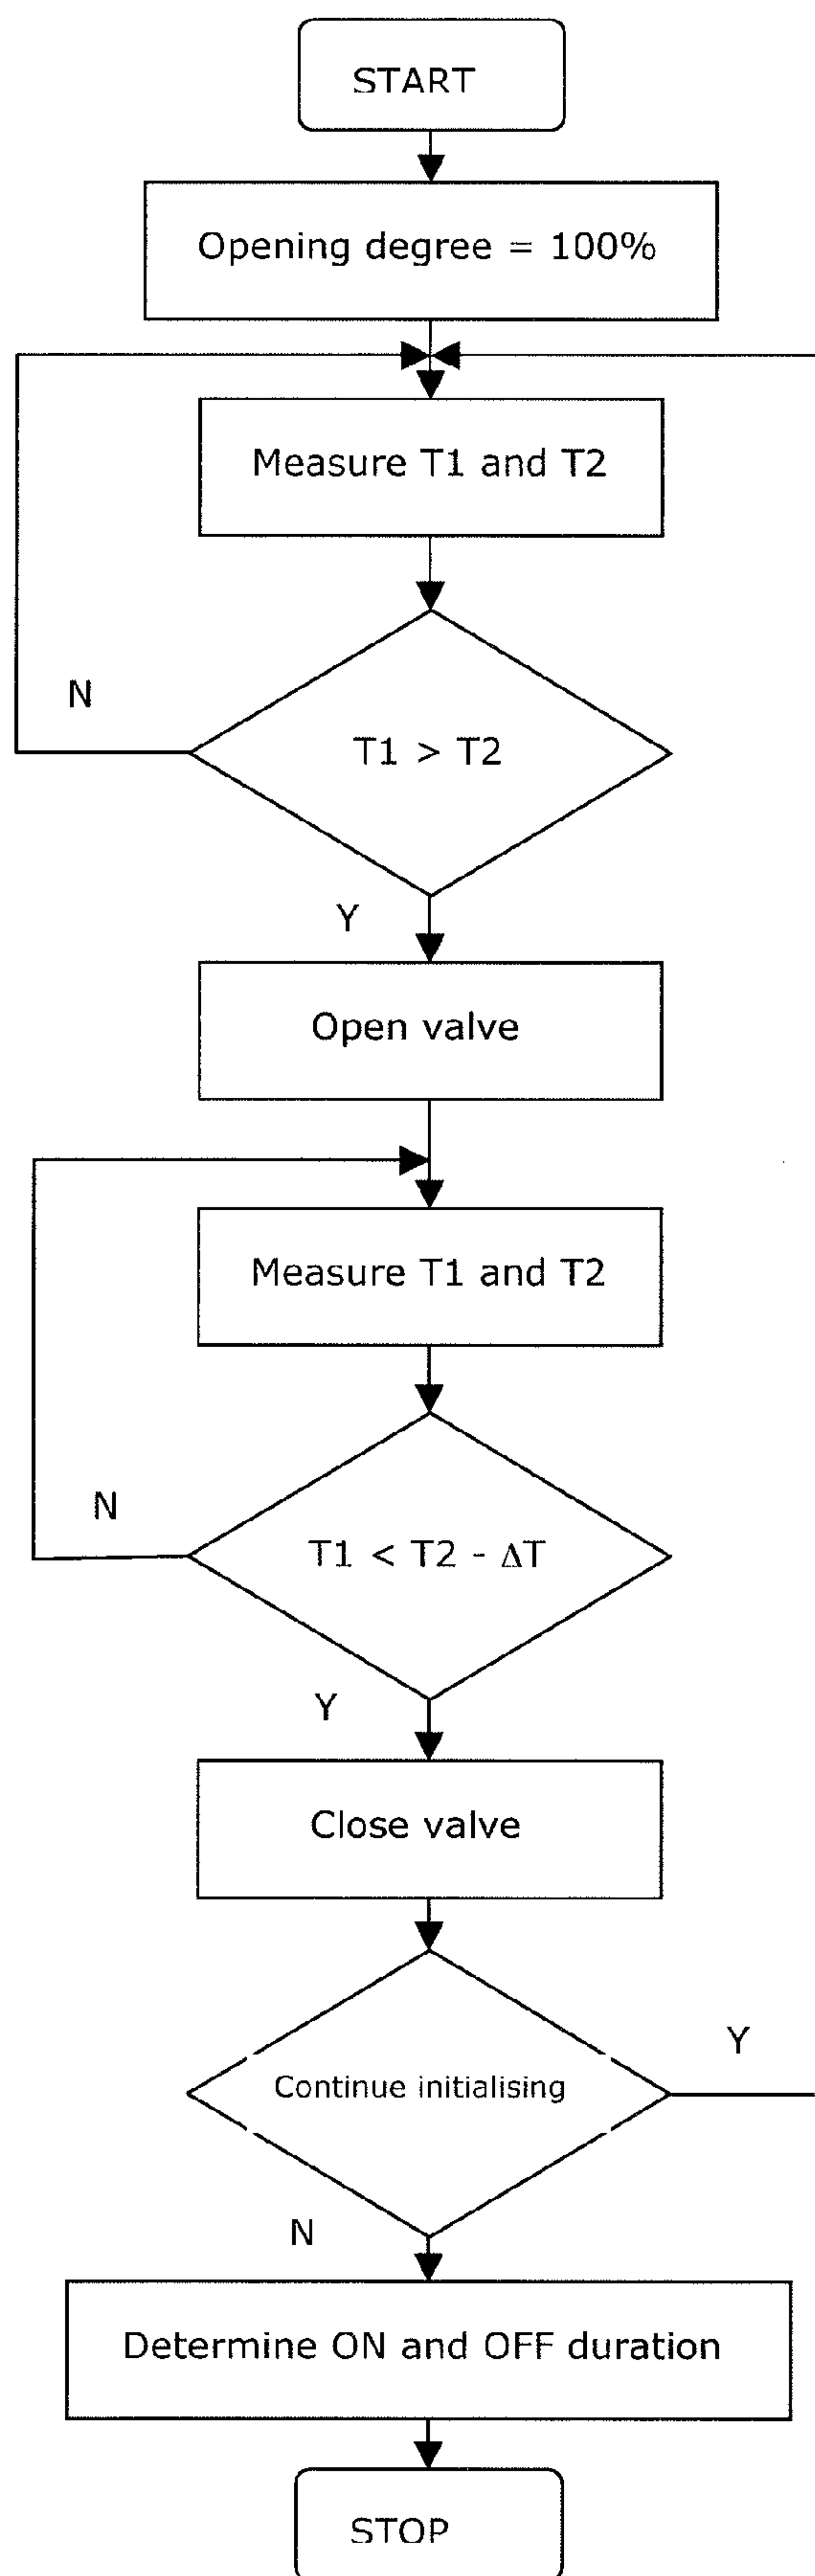 START
Opening degree = 100%
Measure T1 and T2
N
T1 > T2
Y
Open valve
Measure T1 and T2
N
T1 < T2 - ΔT
Y
Close valve
Y
Continue initialising
N
Determine ON and OFF duration
STOP